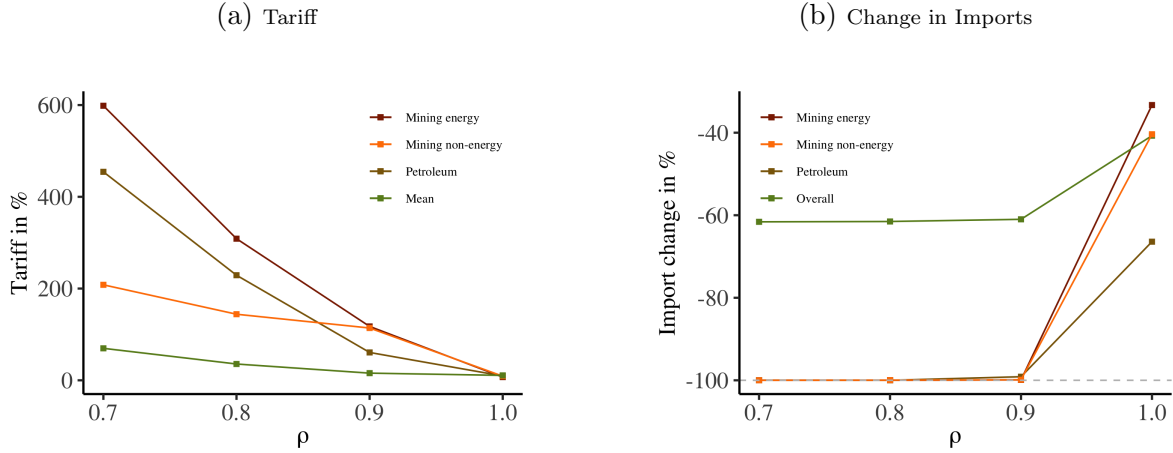 (a) Tariff
Tariff in %
600
400
200
0
0.7 0.8 0.9 1.0
ρ
Mining energy
Mining non-energy
Petroleum
Mean
(b) Change in Imports
Import change in %
-40
-60
-80
-100
0.7 0.8 0.9 1.0
ρ
Mining energy
Mining non-energy
Petroleum
Overall